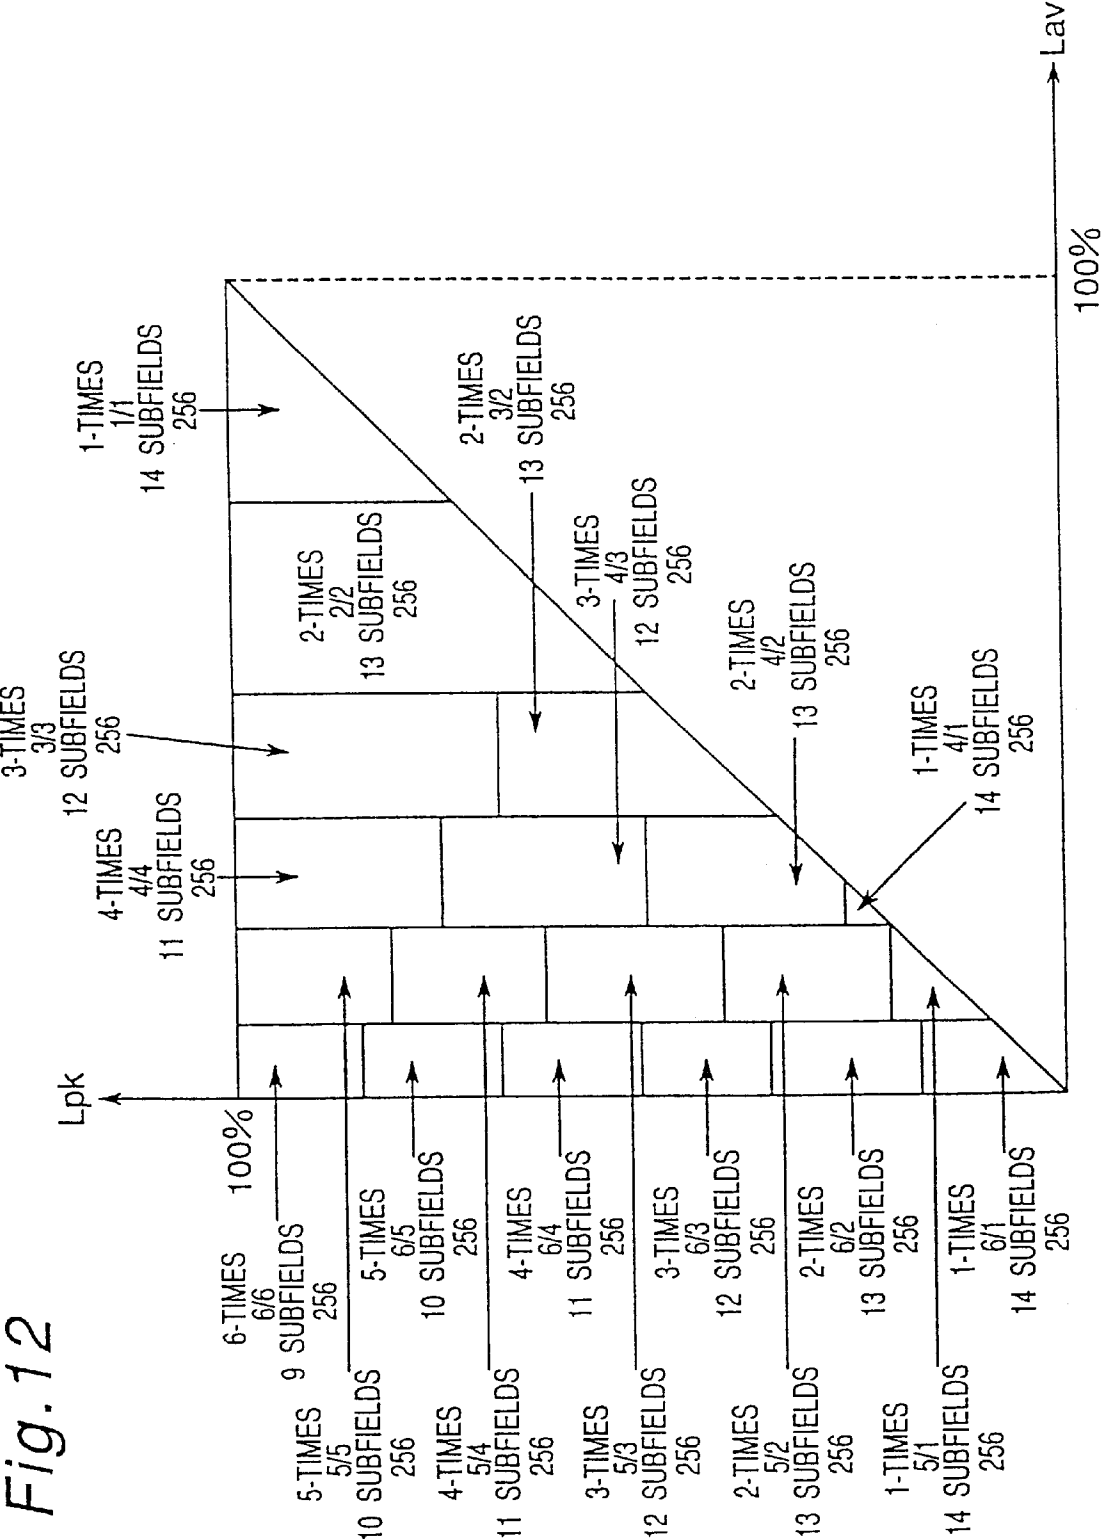 Fig.12
Lpk
100%
Lav
100%
6-TIMES
6/6
9 SUBFIELDS
256
5-TIMES
5/5
10 SUBFIELDS
256
5-TIMES
6/5
10 SUBFIELDS
256
4-TIMES
5/4
11 SUBFIELDS
256
4-TIMES
6/4
11 SUBFIELDS
256
3-TIMES
5/3
12 SUBFIELDS
256
3-TIMES
6/3
12 SUBFIELDS
256
2-TIMES
5/2
13 SUBFIELDS
256
2-TIMES
6/2
13 SUBFIELDS
256
1-TIMES
5/1
14 SUBFIELDS
256
1-TIMES
6/1
14 SUBFIELDS
256
4-TIMES
4/4
11 SUBFIELDS
256
3-TIMES
3/3
12 SUBFIELDS
256
2-TIMES
2/2
13 SUBFIELDS
256
1-TIMES
1/1
14 SUBFIELDS
256
2-TIMES
3/2
13 SUBFIELDS
256
3-TIMES
4/3
12 SUBFIELDS
256
2-TIMES
4/2
13 SUBFIELDS
256
1-TIMES
4/1
14 SUBFIELDS
256